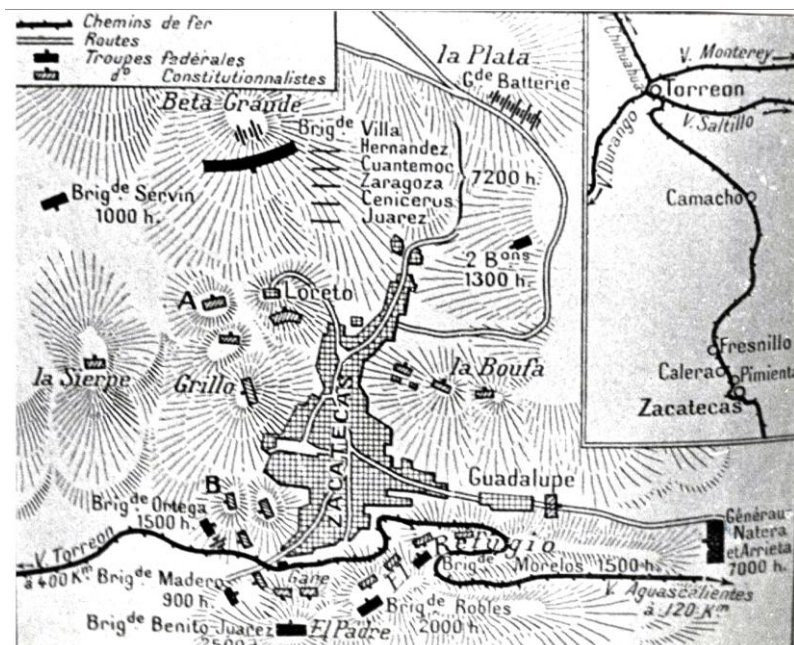 Chemins de fer
Routes
Troupes fédérales
dº Constitutionnalistes
la Plata
Gde Batterie
Beta Grande
Brigde Villa
Hernandez
Cuantemoc
Zaragoza
Cenicerus
Juarez
7200 h.
Brigde Servin
1000 h.
2 Bons
1300 h.
A
Loreto
la Sierpe
Grillo
la Boufa
ZACATECAS
Guadalupe
B
Brigde Ortega
1500 h.
V. Torreon
à 400 Km
Brigde Madero
900 h.
Gare
El Refugio
Brigde Morelos 1500 h.
Générau
Natera
et Arrieta
7000 h.
V. Aguascalientes
à 120 Km
Brigde Robles
2000 h.
Brigde Benito-Juarez
El Padre
V. Chihuahua
V. Monterey
Torreon
V. Saltillo
V. Durango
Camacho
Fresnillo
Calera
Pimienta
Zacatecas